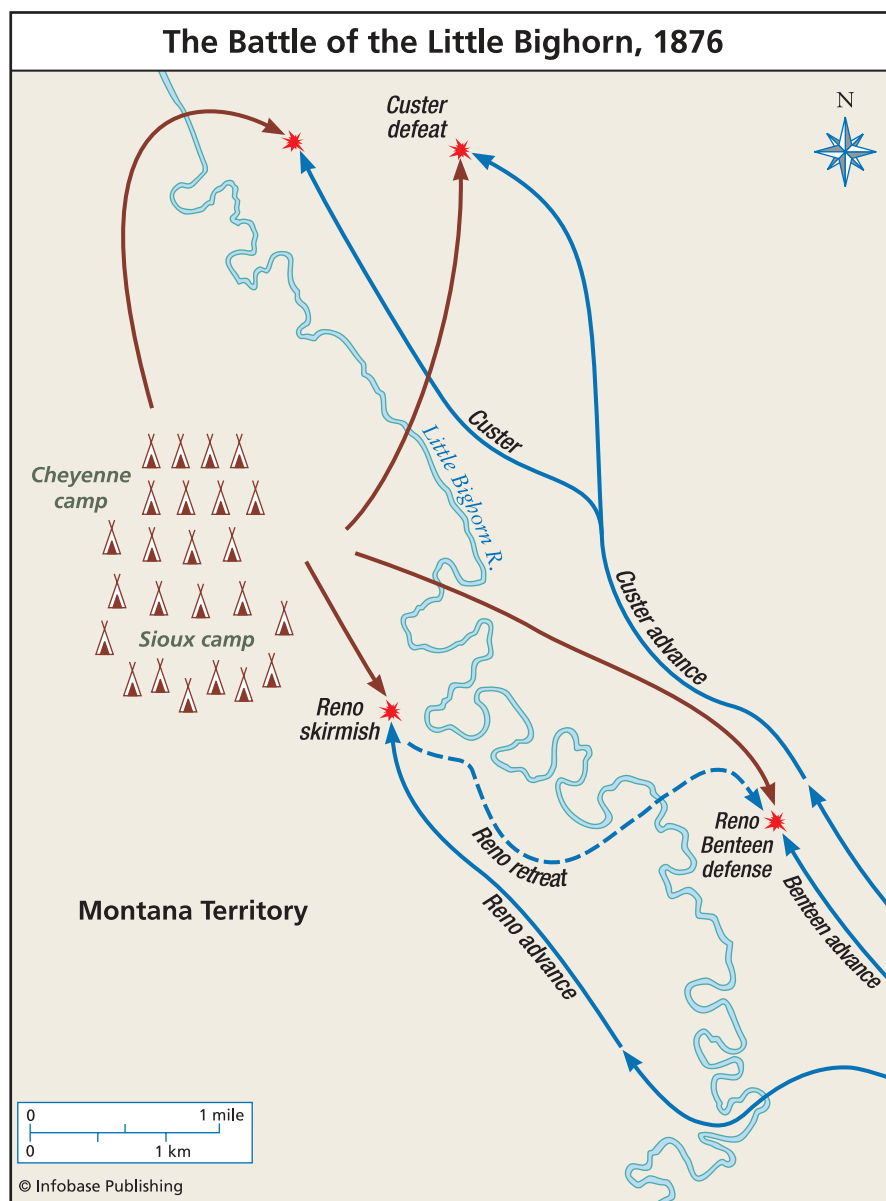 The Battle of the Little Bighorn, 1876
Custer
defeat
N
Custer
Little Bighorn R.
Cheyenne
camp
Custer advance
Sioux camp
Reno
skirmish
Reno
Benteen
defense
Reno retreat
Benteen advance
Montana Territory
Reno advance
0 1 mile
0 1 km
© Infobase Publishing